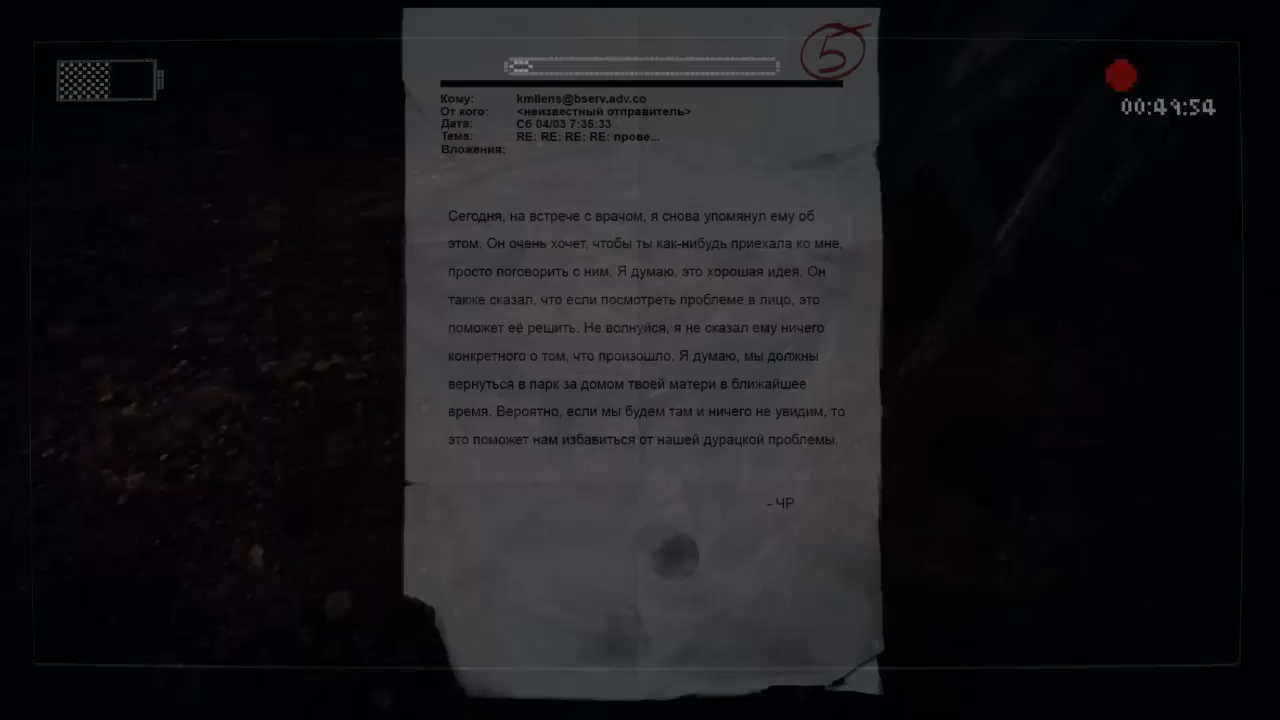 5
00:49:54
Кому: kmilens@bserv.adv.co
От кого: <неизвестный отправитель>
Дата: Сб 04/03 7:35:33
Тема: RE: RE: RE: RE: прове...
Вложения:
Сегодня, на встрече с врачом, я снова упомянул ему об
этом. Он очень хочет, чтобы ты как-нибудь приехала ко мне,
просто поговорить с ним. Я думаю, это хорошая идея. Он
также сказал, что если посмотреть проблеме в лицо, это
поможет её решить. Не волнуйся, я не сказал ему ничего
конкретного о том, что произошло. Я думаю, мы должны
вернуться в парк за домом твоей матери в ближайшее
время. Вероятно, если мы будем там и ничего не увидим, то
это поможет нам избавиться от нашей дурацкой проблемы.
- ЧР